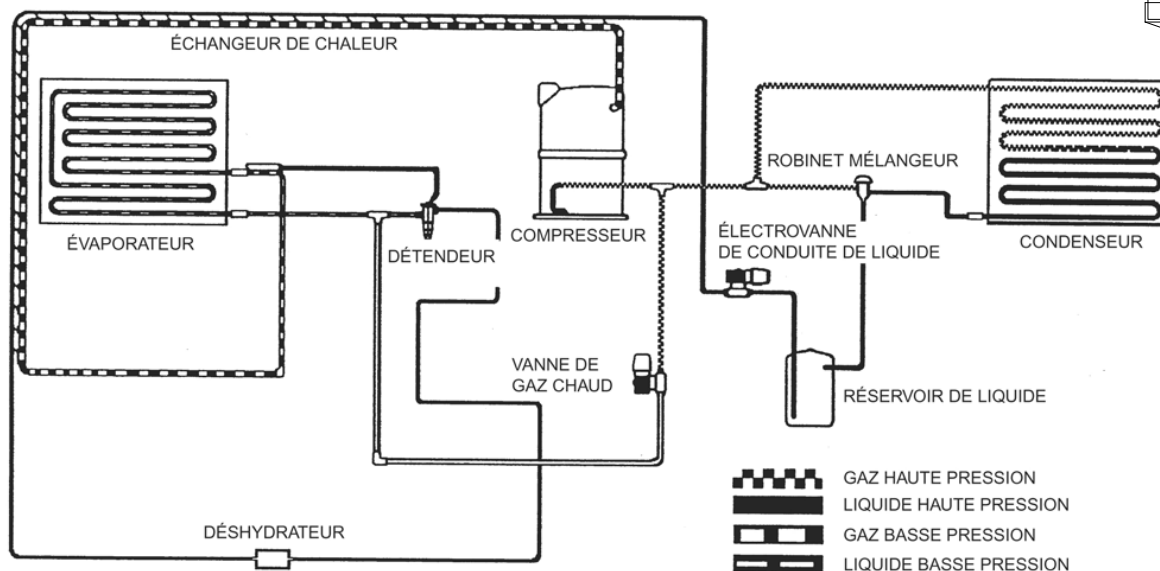 ÉCHANGEUR DE CHALEUR
ROBINET MÉLANGEUR
ÉVAPORATEUR
DÉTENDEUR
COMPRESSEUR
ÉLECTROVANNE
DE CONDUITE DE LIQUIDE
CONDENSEUR
VANNE DE
GAZ CHAUD
RÉSERVOIR DE LIQUIDE
GAZ HAUTE PRESSION
LIQUIDE HAUTE PRESSION
GAZ BASSE PRESSION
LIQUIDE BASSE PRESSION
DÉSHYDRATEUR